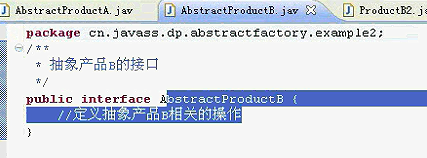 AbstractProductA.jav
AbstractProductB.jav
ProductB2.jav
package cn.javass.dp.abstractfactory.example2;
/**
 * 抽象产品B的接口
 */
public interface AbstractProductB {
//定义抽象产品B相关的操作
}